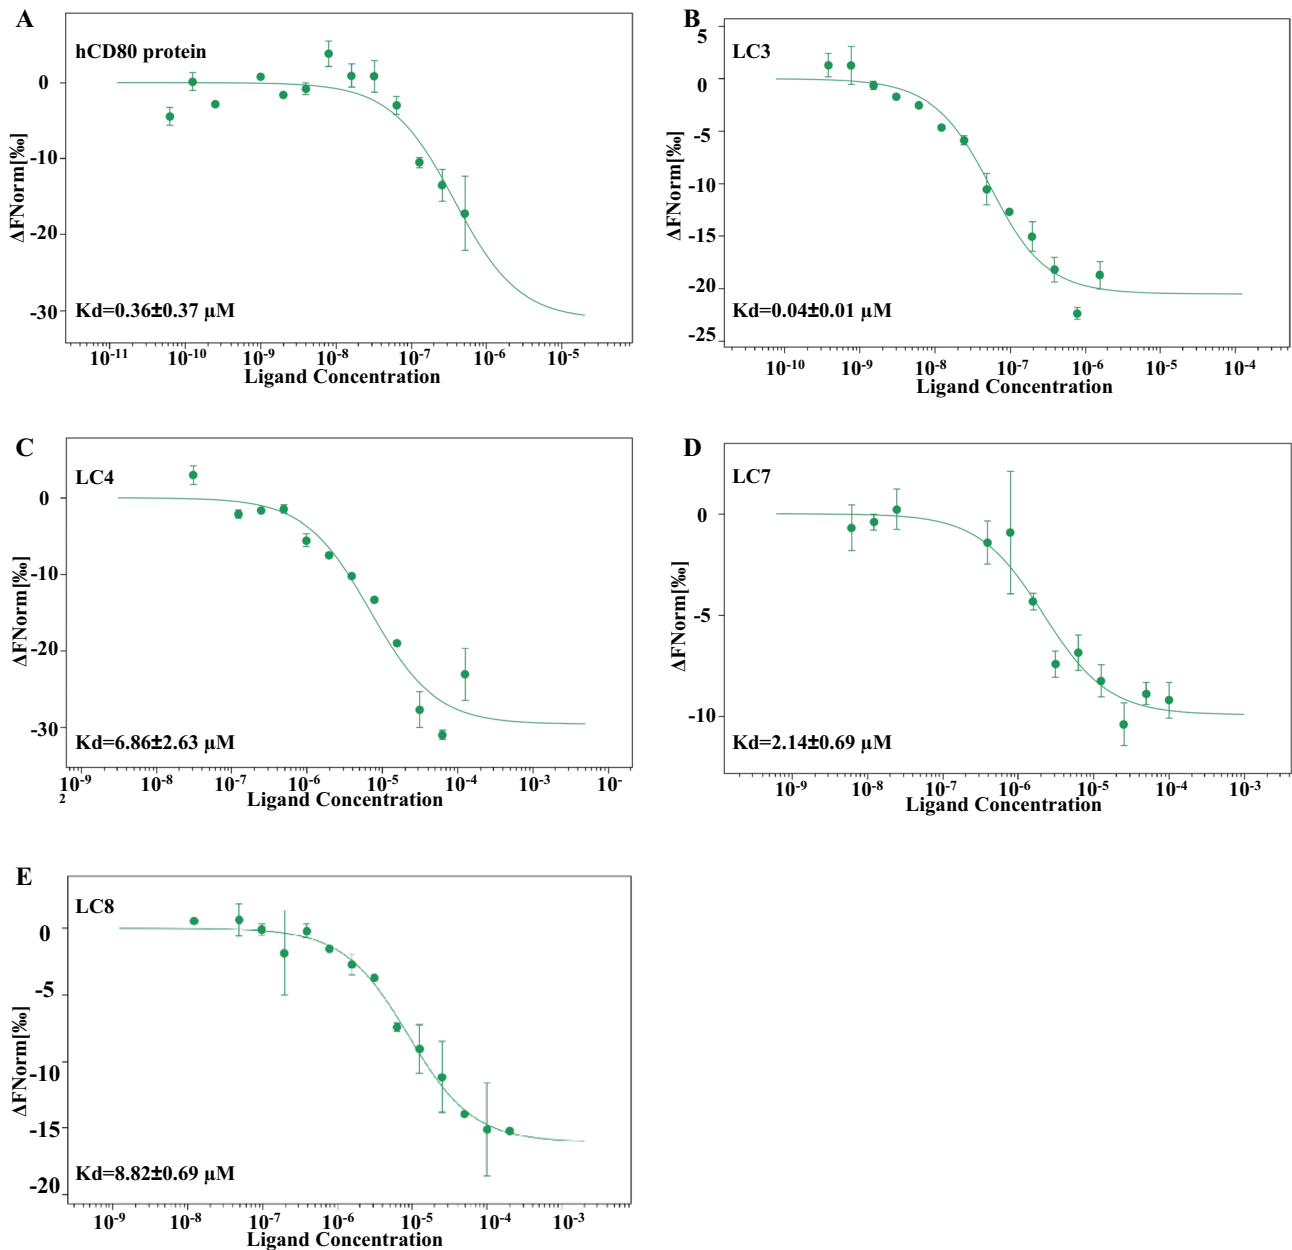 A
hCD80 protein
0
-10
-20
-30
ΔFNorm[‰]
Kd=0.36±0.37 μM
10-11 10-10 10-9 10-8 10-7 10-6 10-5
Ligand Concentration
B
LC3
5
0
-5
-10
-15
-20
-25
ΔFNorm[‰]
Kd=0.04±0.01 μM
10-10 10-9 10-8 10-7 10-6 10-5 10-4
Ligand Concentration
C
LC4
0
-10
-20
-30
ΔFNorm[‰]
Kd=6.86±2.63 μM
10-9 10-8 10-7 10-6 10-5 10-4 10-3 10-
2
Ligand Concentration
D
LC7
0
-5
-10
ΔFNorm[‰]
Kd=2.14±0.69 μM
10-9 10-8 10-7 10-6 10-5 10-4 10-3
Ligand Concentration
E
LC8
0
-5
-10
-15
-20
ΔFNorm[‰]
Kd=8.82±0.69 μM
10-9 10-8 10-7 10-6 10-5 10-4 10-3
Ligand Concentration